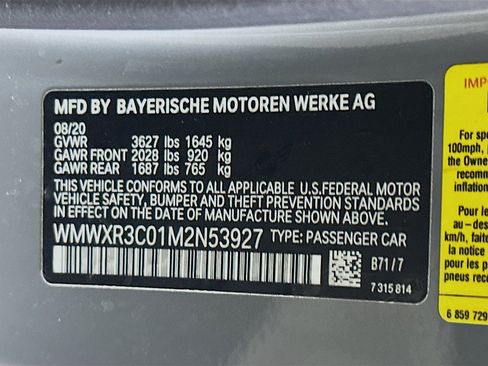 MFD BY BAYERISCHE MOTOREN WERKE AG
08/20
GVWR 3627 lbs 1645 kg
GAWR FRONT 2028 lbs 920 kg
GAWR REAR 1687 lbs 765 kg
THIS VEHICLE CONFORMS TO ALL APPLICABLE U.S.FEDERAL MOTOR
VEHICLE SAFETY, BUMPER AND THEFT PREVENTION STANDARDS
IN EFFECT ON THE DATE OF MANUFACTURE SHOWN ABOVE.
WMWXR3C01M2N53927 TYPE: PASSENGER CAR
B71/7
7 315 814
IMP
For spe
100mph, p
the Owne
recomm
inflation
Pour le
au-des
km/h, fair
la notice
pour les p
pneus rec
6 859 729